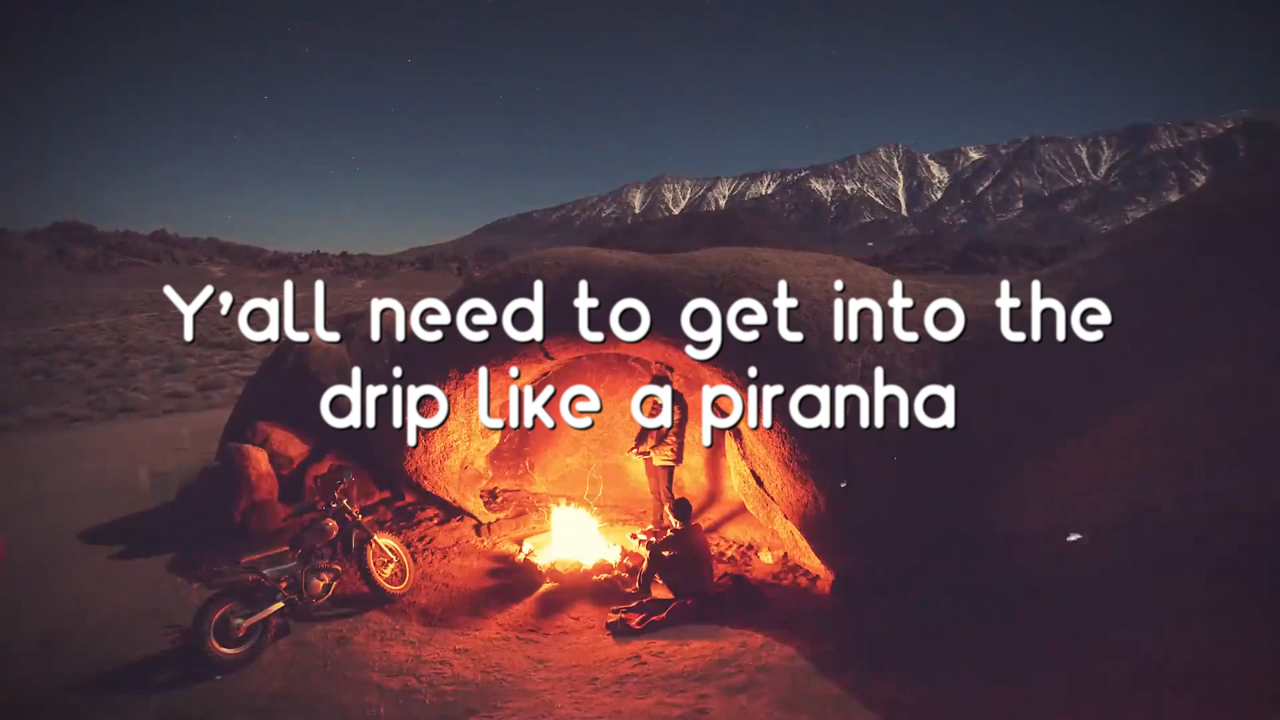 Y'all need to get into the
drip like a piranha